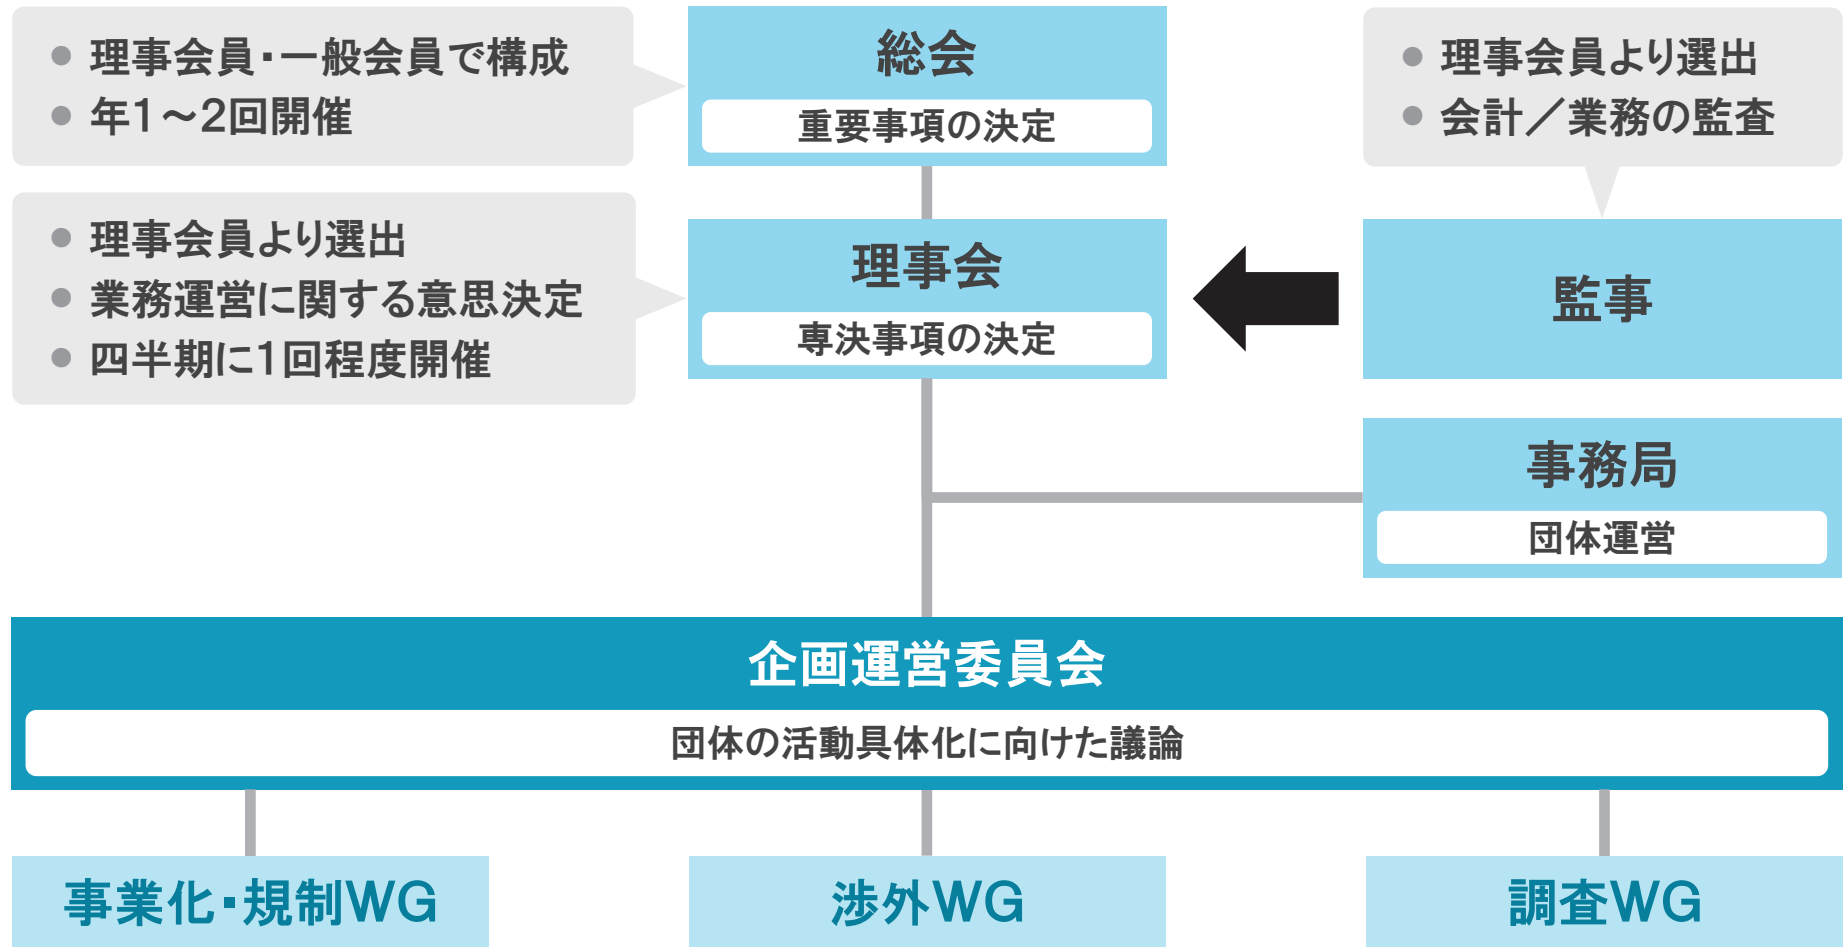 理事会員・一般会員で構成
年1～2回開催
総会
重要事項の決定
理事会員より選出
会計／業務の監査
理事会員より選出
業務運営に関する意思決定
四半期に1回程度開催
理事会
専決事項の決定
監事
事務局
団体運営
企画運営委員会
団体の活動具体化に向けた議論
事業化・規制WG
渉外WG
調査WG